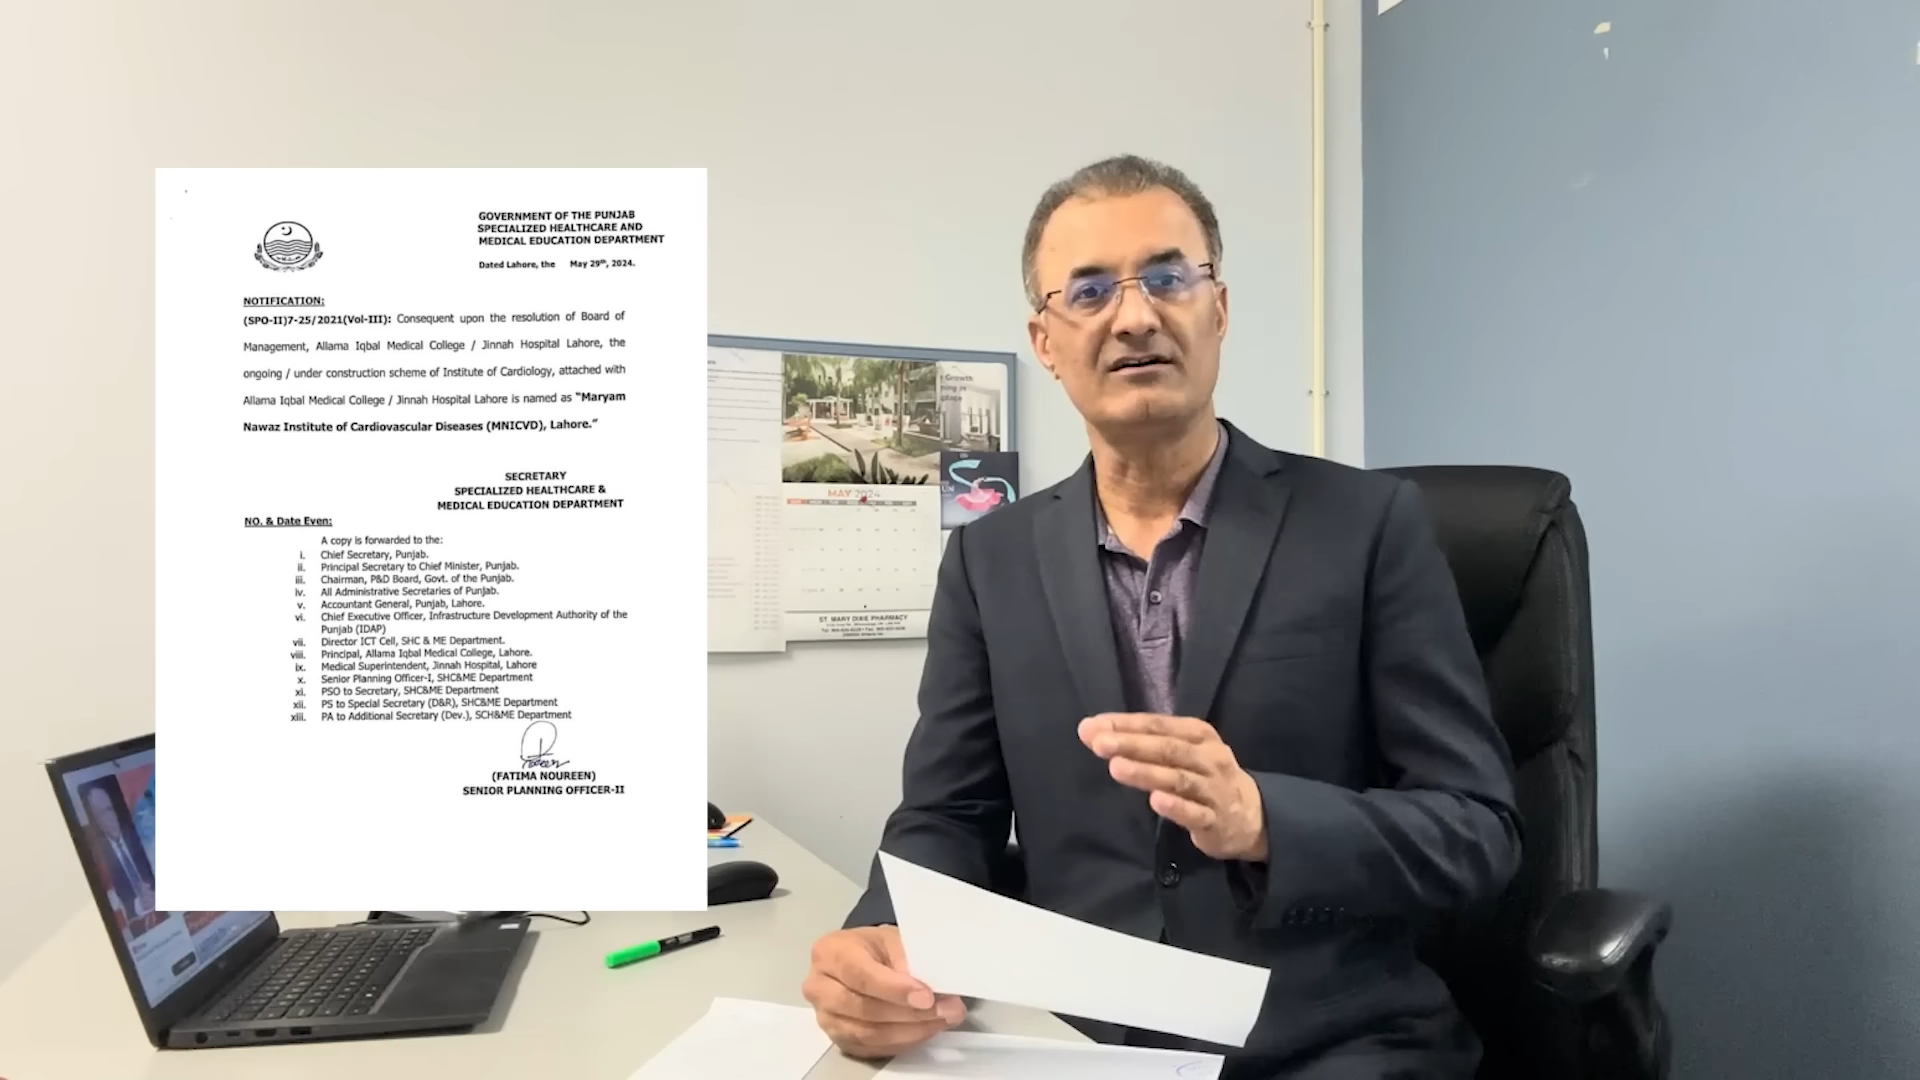 GOVERNMENT OF THE PUNJAB
SPECIALIZED HEALTHCARE AND
MEDICAL EDUCATION DEPARTMENT
Dated Lahore, the May 29th, 2024.
NOTIFICATION:
(SPO-II)7-25/2021(Vol-III): Consequent upon the resolution of Board of
Management, Allama Iqbal Medical College / Jinnah Hospital Lahore, the
ongoing / under construction scheme of Institute of Cardiology, attached with
Allama Iqbal Medical College / Jinnah Hospital Lahore is named as “Maryam
Nawaz Institute of Cardiovascular Diseases (MNICVD), Lahore.”
SECRETARY
SPECIALIZED HEALTHCARE &
MEDICAL EDUCATION DEPARTMENT
NO. & Date Even:
A copy is forwarded to the:
i. Chief Secretary, Punjab.
ii. Principal Secretary to Chief Minister, Punjab.
iii. Chairman, P&D Board, Govt. of the Punjab.
iv. All Administrative Secretaries of Punjab.
v. Accountant General, Punjab, Lahore.
vi. Chief Executive Officer, Infrastructure Development Authority of the
Punjab (IDAP)
vii. Director ICT Cell, SHC & ME Department.
viii. Principal, Allama Iqbal Medical College, Lahore.
ix. Medical Superintendent, Jinnah Hospital, Lahore
x. Senior Planning Officer-I, SHC&ME Department
xi. PSO to Secretary, SHC&ME Department
xii. PS to Special Secretary (D&R), SHC&ME Department
xiii. PA to Additional Secretary (Dev.), SCH&ME Department
(FATIMA NOUREEN)
SENIOR PLANNING OFFICER-II
Growth
place
MAY 2024
ST. MARY DIXIE PHARMACY